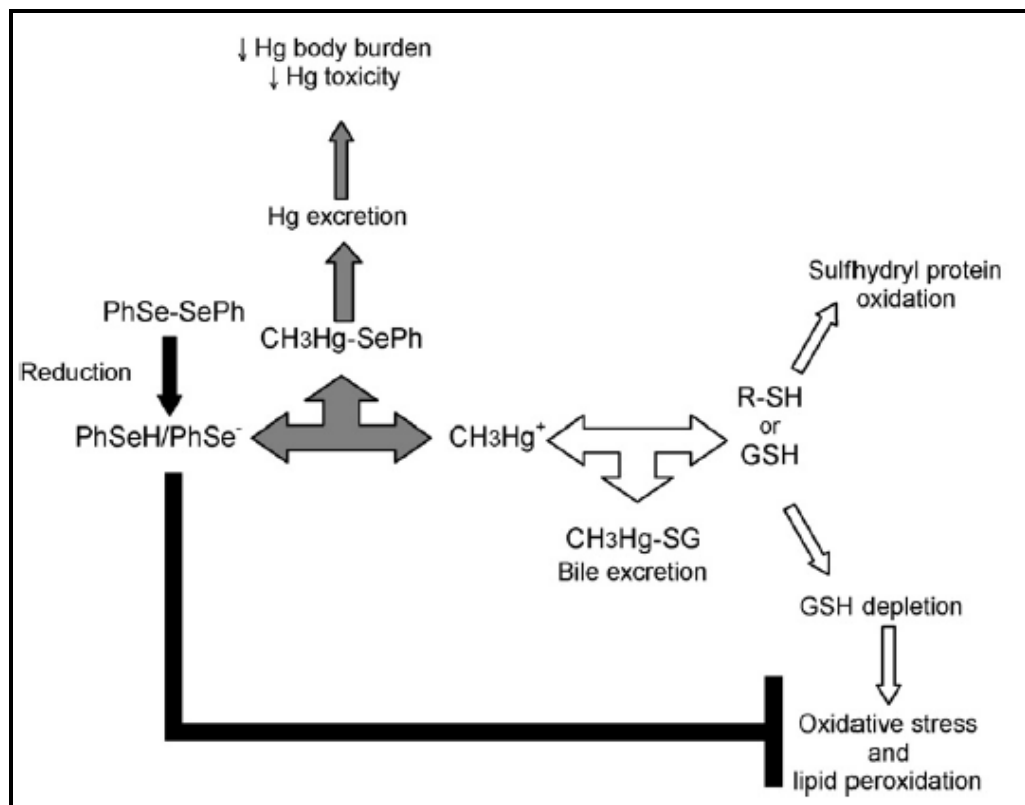 ↓ Hg body burden
↓ Hg toxicity
Hg excretion
Sulfhydryl protein
oxidation
PhSe-SePh
CH3Hg-SePh
Reduction
R-SH
or
GSH
PhSeH/PhSe⁻
CH3Hg⁺
CH3Hg-SG
Bile excretion
GSH depletion
Oxidative stress
and
lipid peroxidation